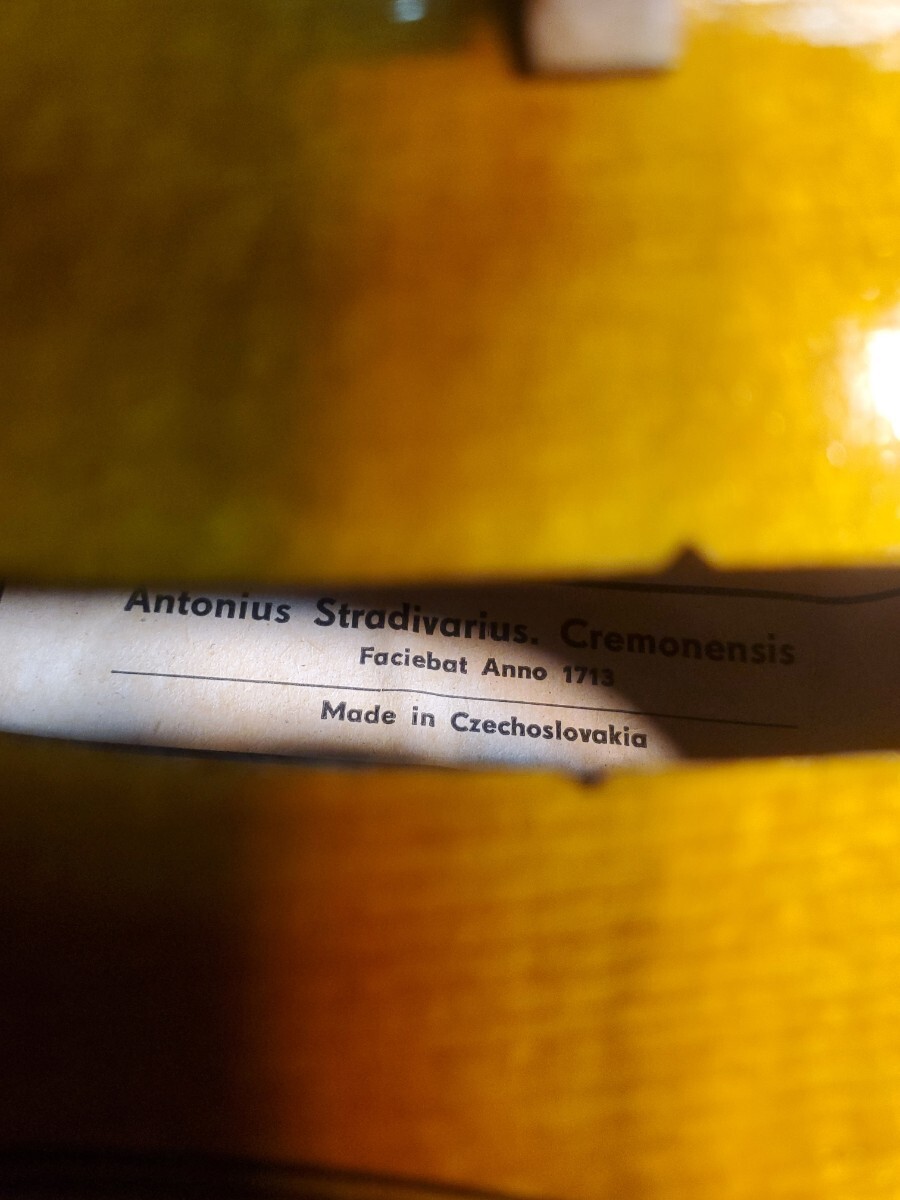 Antonius Stradivarius. Cremonensis
Faciebat Anno 1713
Made in Czechoslovakia